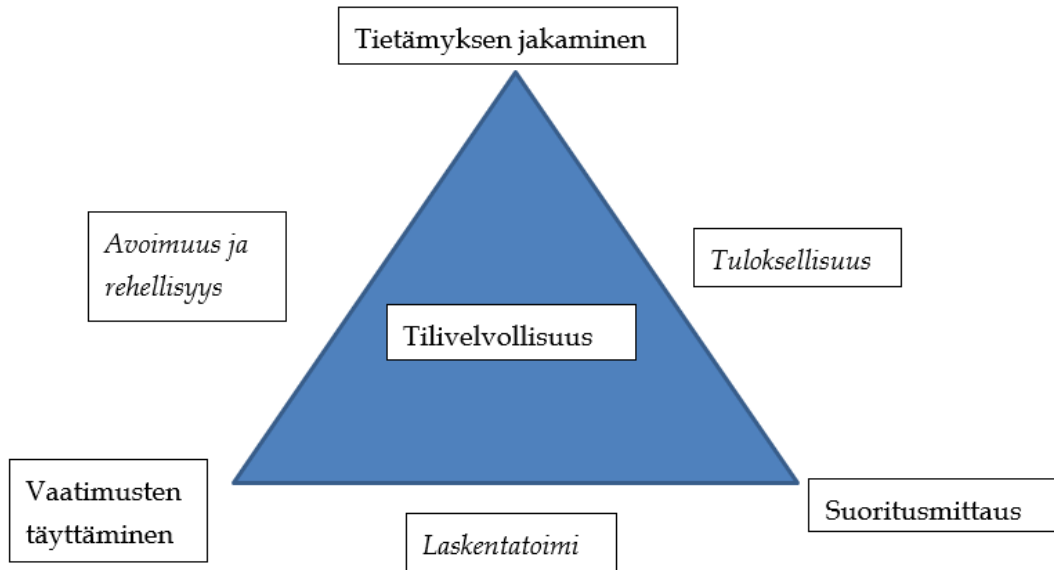 Tietämyksen jakaminen
Avoimuus ja
rehellisyys
Tuloksellisuus
Tilivelvollisuus
Vaatimusten
täyttäminen
Suoritusmittaus
Laskentatoimi